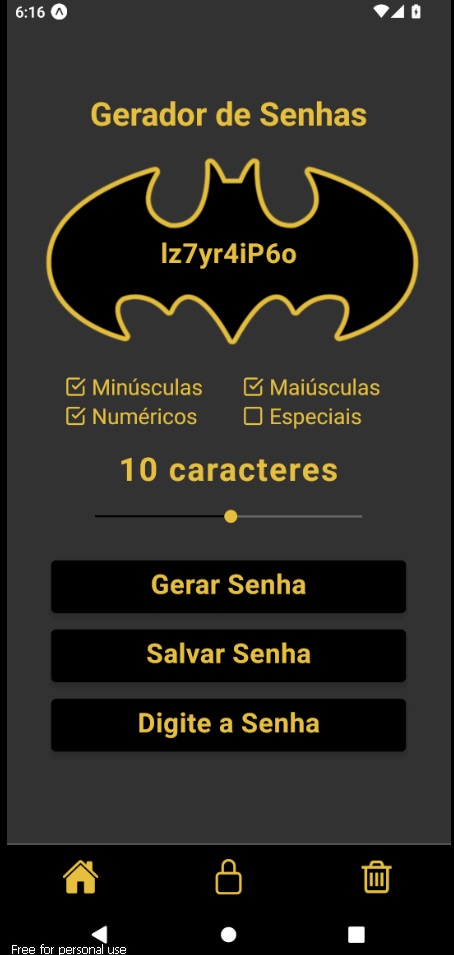 6:16
Gerador de Senhas
lz7yr4iP6o
Minúsculas Maiúsculas
Numéricos Especiais
10 caracteres
Gerar Senha
Salvar Senha
Digite a Senha
Free for personal use